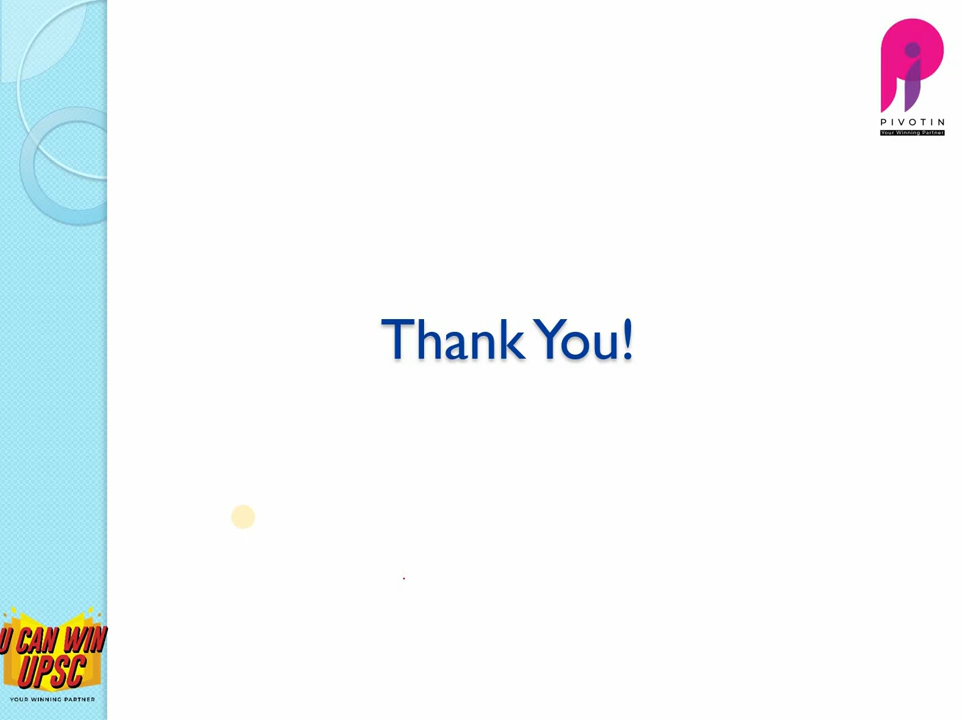 PIVOTIN
Your Winning Partner
Thank You!
U CAN WIN
UPSC
YOUR WINNING PARTNER